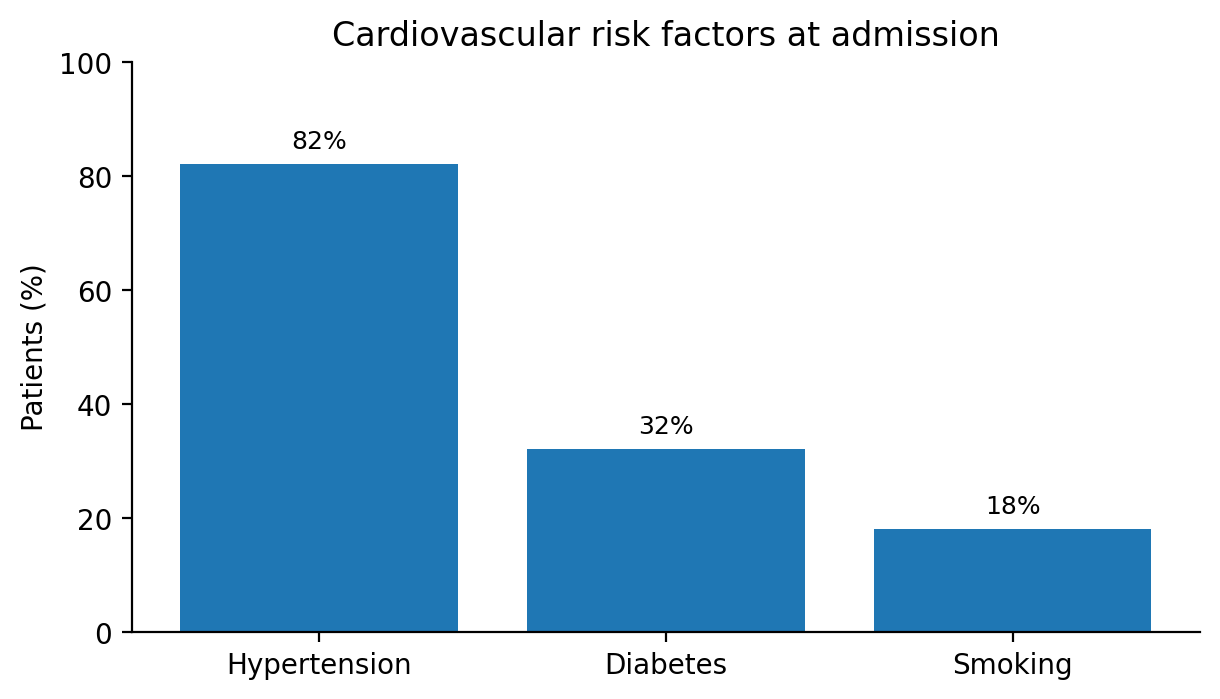 Cardiovascular risk factors at admission
Patients (%)
100
80
60
40
20
0
82%
32%
18%
Hypertension
Diabetes
Smoking